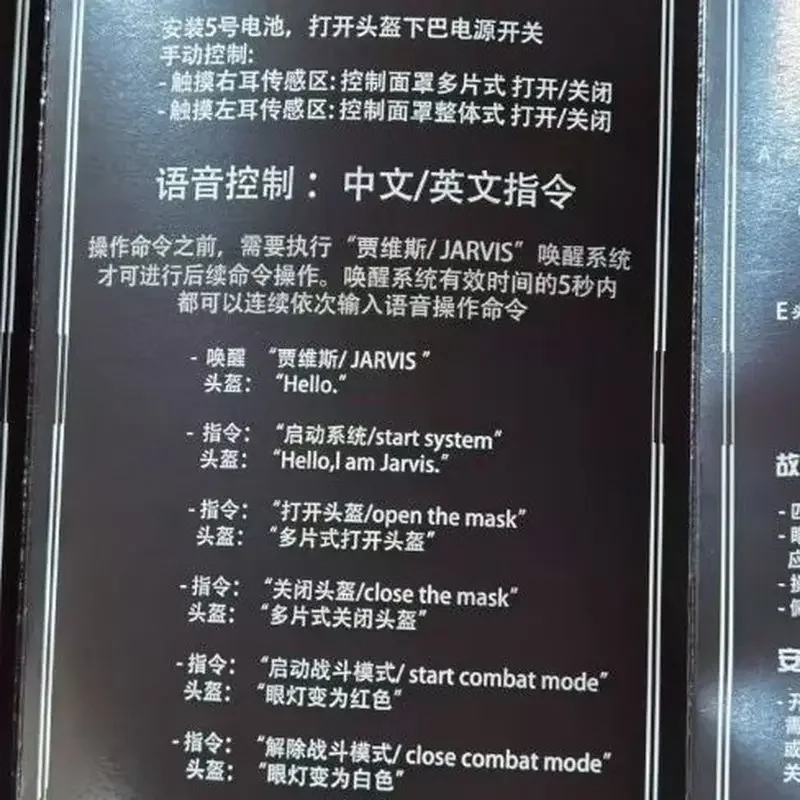 安装5号电池，打开头盔下巴电源开关
手动控制:
- 触摸右耳传感区: 控制面罩多片式 打开/关闭
- 触摸左耳传感区: 控制面罩整体式 打开/关闭
语音控制： 中文/英文指令
操作命令之前，需要执行“贾维斯/ JARVIS”唤醒系统
才可进行后续命令操作。唤醒系统有效时间的5秒内
都可以连续依次输入语音操作命令
- 唤醒 “贾维斯/ JARVIS ”
头盔： “Hello.”
- 指令： “启动系统/start system”
头盔： “Hello,I am Jarvis.”
- 指令： “打开头盔/open the mask”
头盔： “多片式打开头盔”
- 指令： “关闭头盔/close the mask”
头盔： “多片式关闭头盔”
- 指令： “启动战斗模式/ start combat mode”
头盔： “眼灯变为红色”
- 指令： “解除战斗模式/ close combat mode”
头盔： “眼灯变为白色”
A
E
故
安
或
关